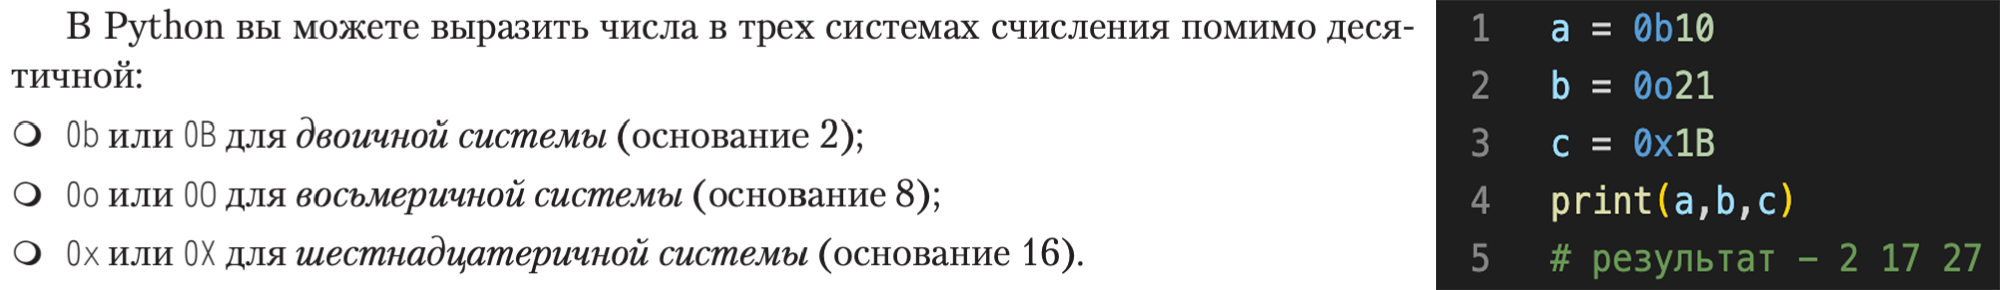 В Python вы можете выразить числа в трех системах счисления помимо деся-
тичной:
0b или 0B для двоичной системы (основание 2);
0o или 0O для восьмеричной системы (основание 8);
0x или 0X для шестнадцатеричной системы (основание 16).
1 a = 0b10
2 b = 0o21
3 c = 0x1B
4 print(a,b,c)
5 # результат – 2 17 27